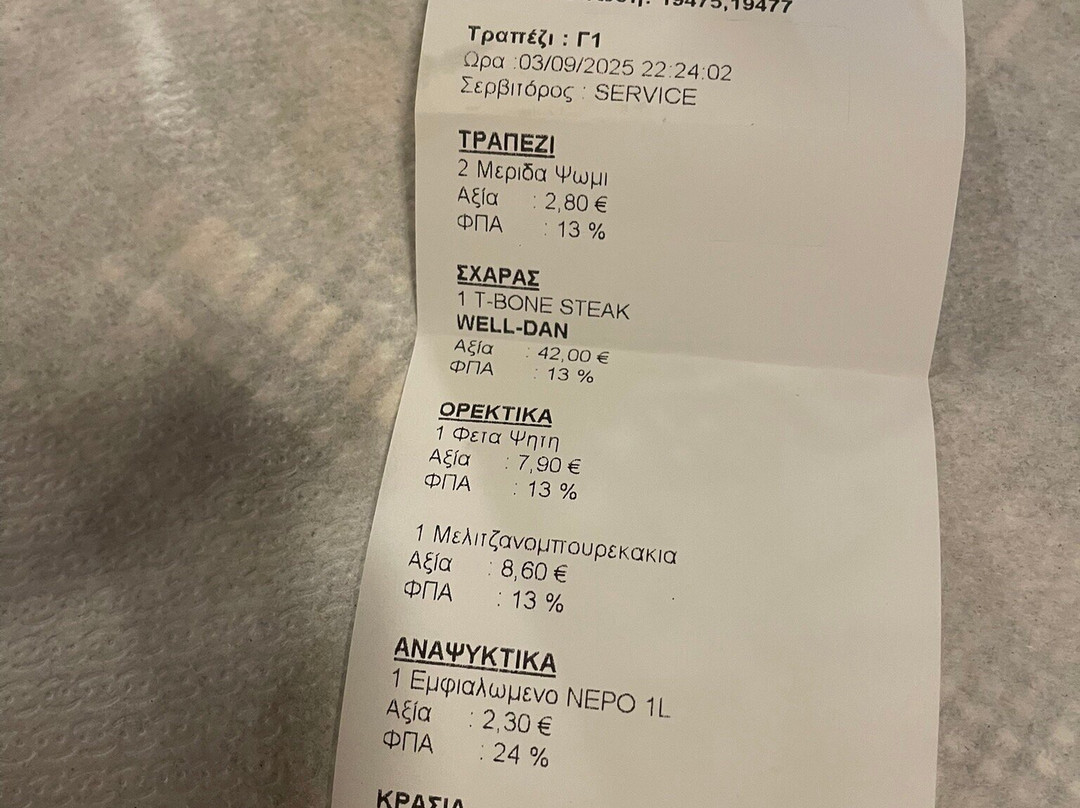 19475,19477
Τραπέζι : Γ1
Ωρα :03/09/2025 22:24:02
Σερβιτόρος : SERVICE
ΤΡΑΠΕΖΙ
2 Μεριδα Ψωμι
Αξία : 2,80 €
ΦΠΑ : 13 %
ΣΧΑΡΑΣ
1 T-BONE STEAK
WELL-DAN
Αξία : 42,00 €
ΦΠΑ : 13 %
ΟΡΕΚΤΙΚΑ
1 Φετα Ψητη
Αξία : 7,90 €
ΦΠΑ : 13 %
1 Μελιτζανομπουρεκακια
Αξία : 8,60 €
ΦΠΑ : 13 %
ΑΝΑΨΥΚΤΙΚΑ
1 Εμφιαλωμενο ΝΕΡΟ 1L
Αξία : 2,30 €
ΦΠΑ : 24 %
ΚΡΑΣΙΑ